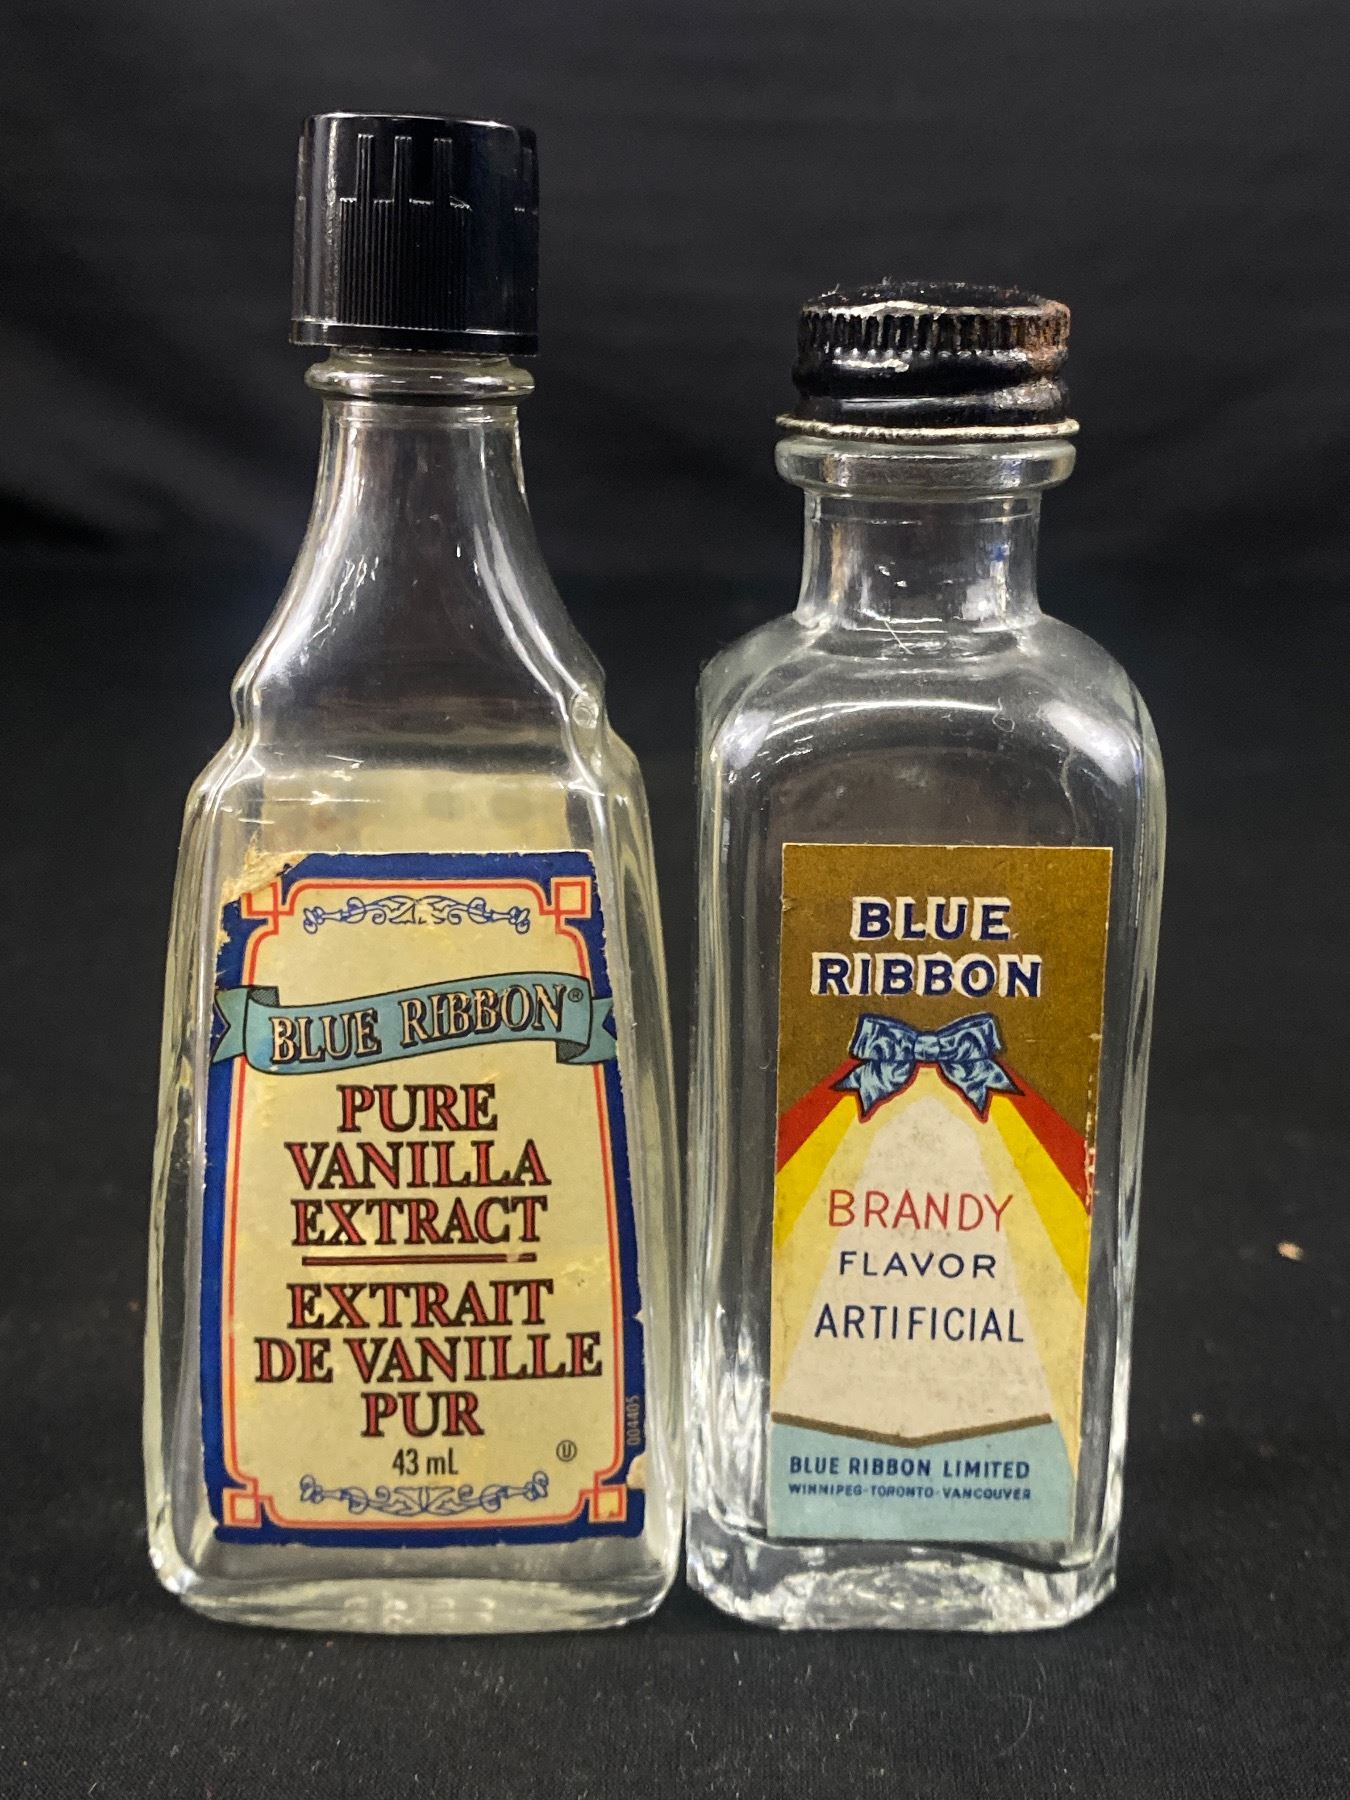 BLUE RIBBON®
PURE
VANILLA
EXTRACT
EXTRAIT
DE VANILLE
PUR
43 mL
U
004405
BLUE
RIBBON
BRANDY
FLAVOR
ARTIFICIAL
BLUE RIBBON LIMITED
WINNIPEG-TORONTO-VANCOUVER